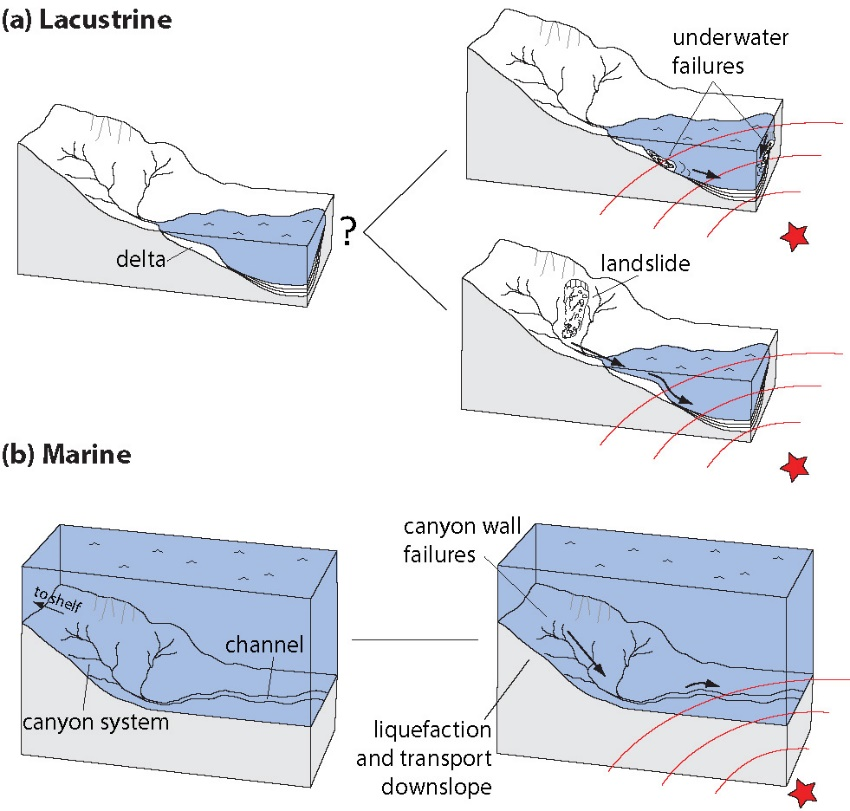 (a) Lacustrine
underwater
failures
delta
?
landslide
(b) Marine
canyon wall
failures
to shelf
channel
canyon system
liquefaction
and transport
downslope